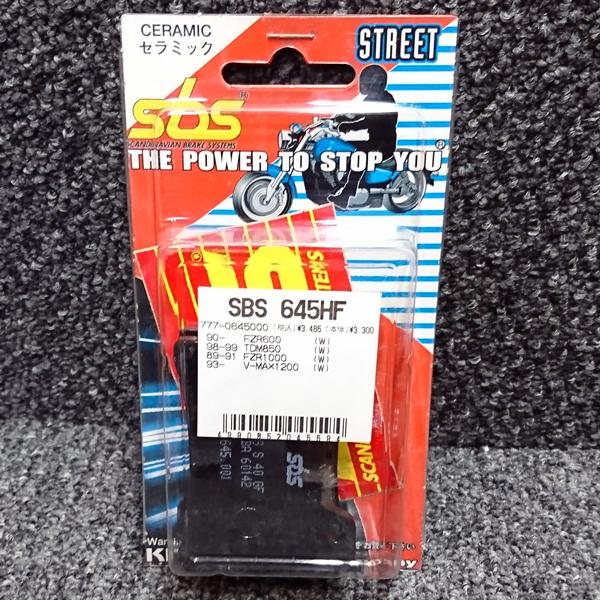 CERAMIC
セラミック
STREET
sbs
SCANDINAVIAN BRAKE SYSTEMS
THE POWER TO STOP YOU
SBS 645HF
777-0645000 (税込)¥3,465 (本体)¥3,300
90- FZR600 (W)
98-99 TDM850 (W)
89-91 FZR1000 (W)
93- V-MAX1200 (W)
4990852045584
sbs
645.001